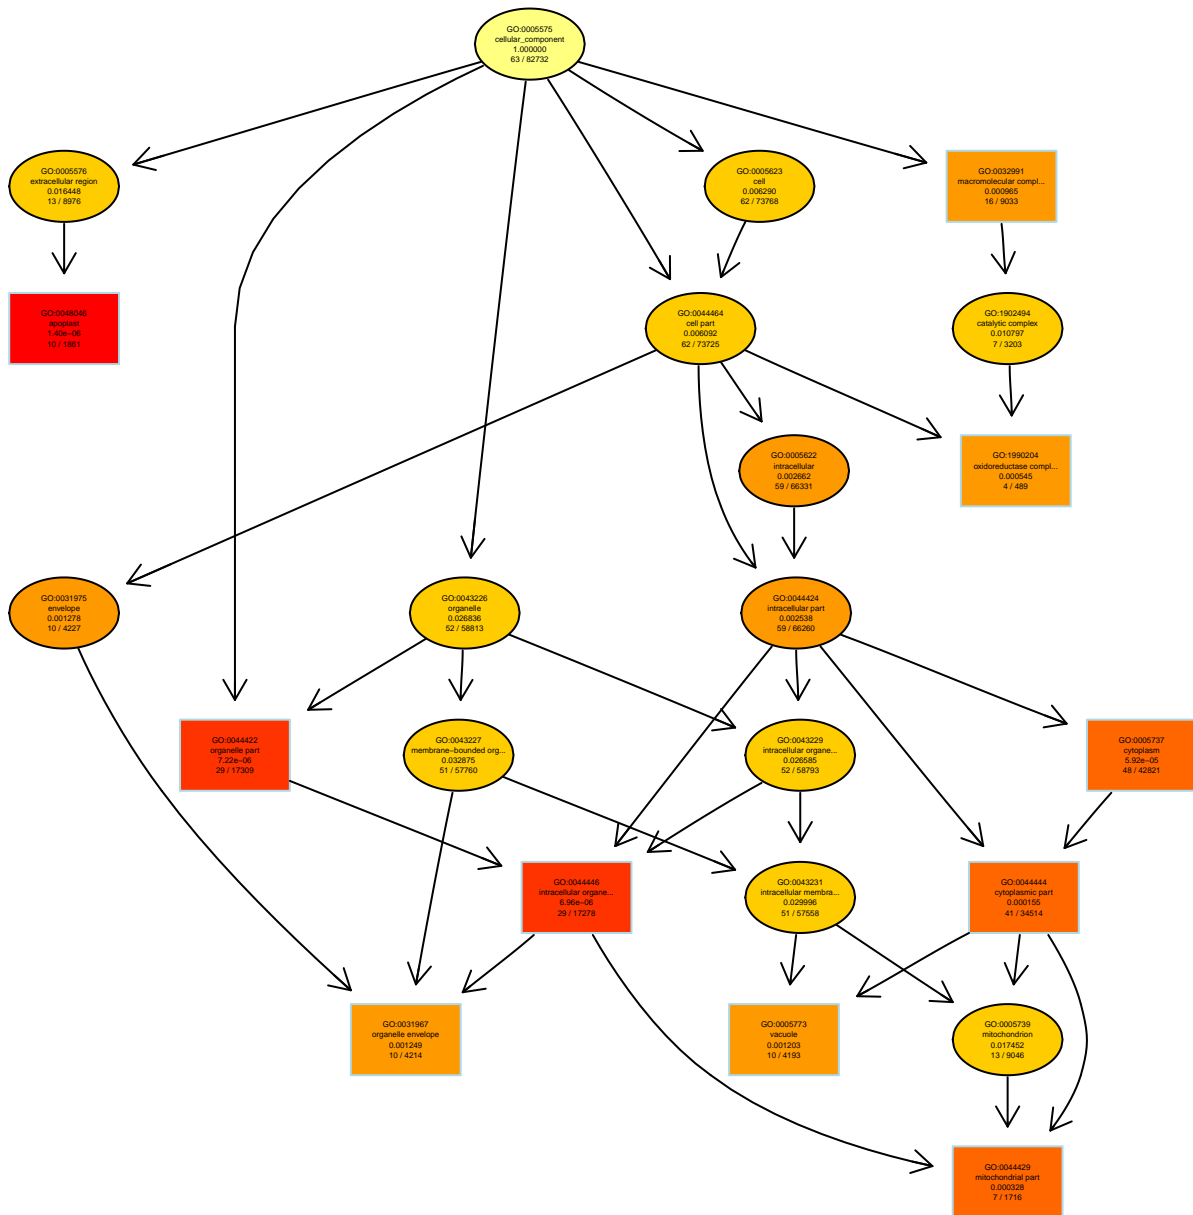 GO:0005575
cellular_component
1.000000
63 / 82732
GO:0005576
extracellular region
0.016448
13 / 8976
GO:0005623
cell
0.006290
62 / 73768
GO:0032991
macromolecular compl...
0.000965
16 / 9033
GO:0048046
apoplast
1.40e−06
10 / 1861
GO:0044464
cell part
0.006092
62 / 73725
GO:1902494
catalytic complex
0.010797
7 / 3203
GO:0005622
intracellular
0.002662
59 / 66331
GO:1990204
oxidoreductase compl...
0.000545
4 / 489
GO:0031975
envelope
0.001278
10 / 4227
GO:0043226
organelle
0.026836
52 / 58813
GO:0044424
intracellular part
0.002538
59 / 66260
GO:0044422
organelle part
7.22e−06
29 / 17309
GO:0043227
membrane−bounded org...
0.032875
51 / 57760
GO:0043229
intracellular organe...
0.026585
52 / 58793
GO:0005737
cytoplasm
5.92e−05
48 / 42821
GO:0044446
intracellular organe...
6.96e−06
29 / 17278
GO:0043231
intracellular membra...
0.029996
51 / 57558
GO:0044444
cytoplasmic part
0.000155
41 / 34514
GO:0031967
organelle envelope
0.001249
10 / 4214
GO:0005773
vacuole
0.001203
10 / 4193
GO:0005739
mitochondrion
0.017452
13 / 9046
GO:0044429
mitochondrial part
0.000328
7 / 1716